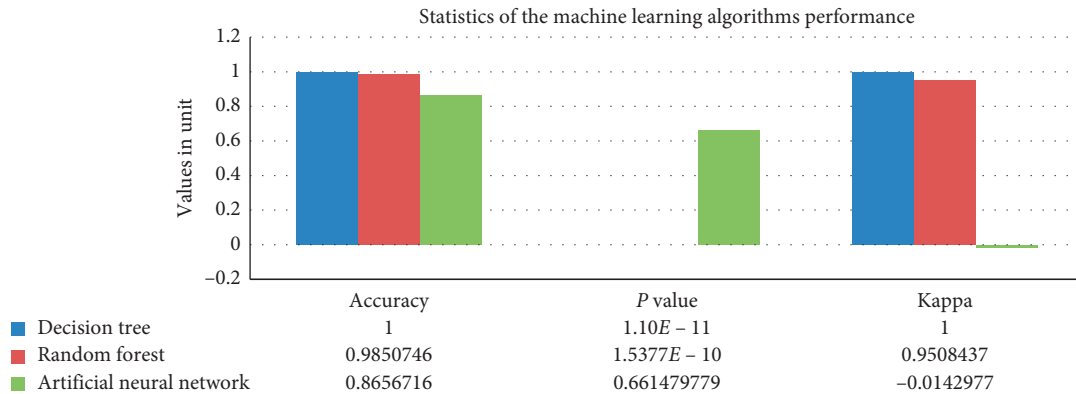 Statistics of the machine learning algorithms performance
Values in unit
1.2
1
0.8
0.6
0.4
0.2
0
–0.2
Accuracy P value Kappa
Decision tree 1 1.10E – 11 1
Random forest 0.9850746 1.5377E – 10 0.9508437
Artificial neural network 0.8656716 0.661479779 –0.0142977